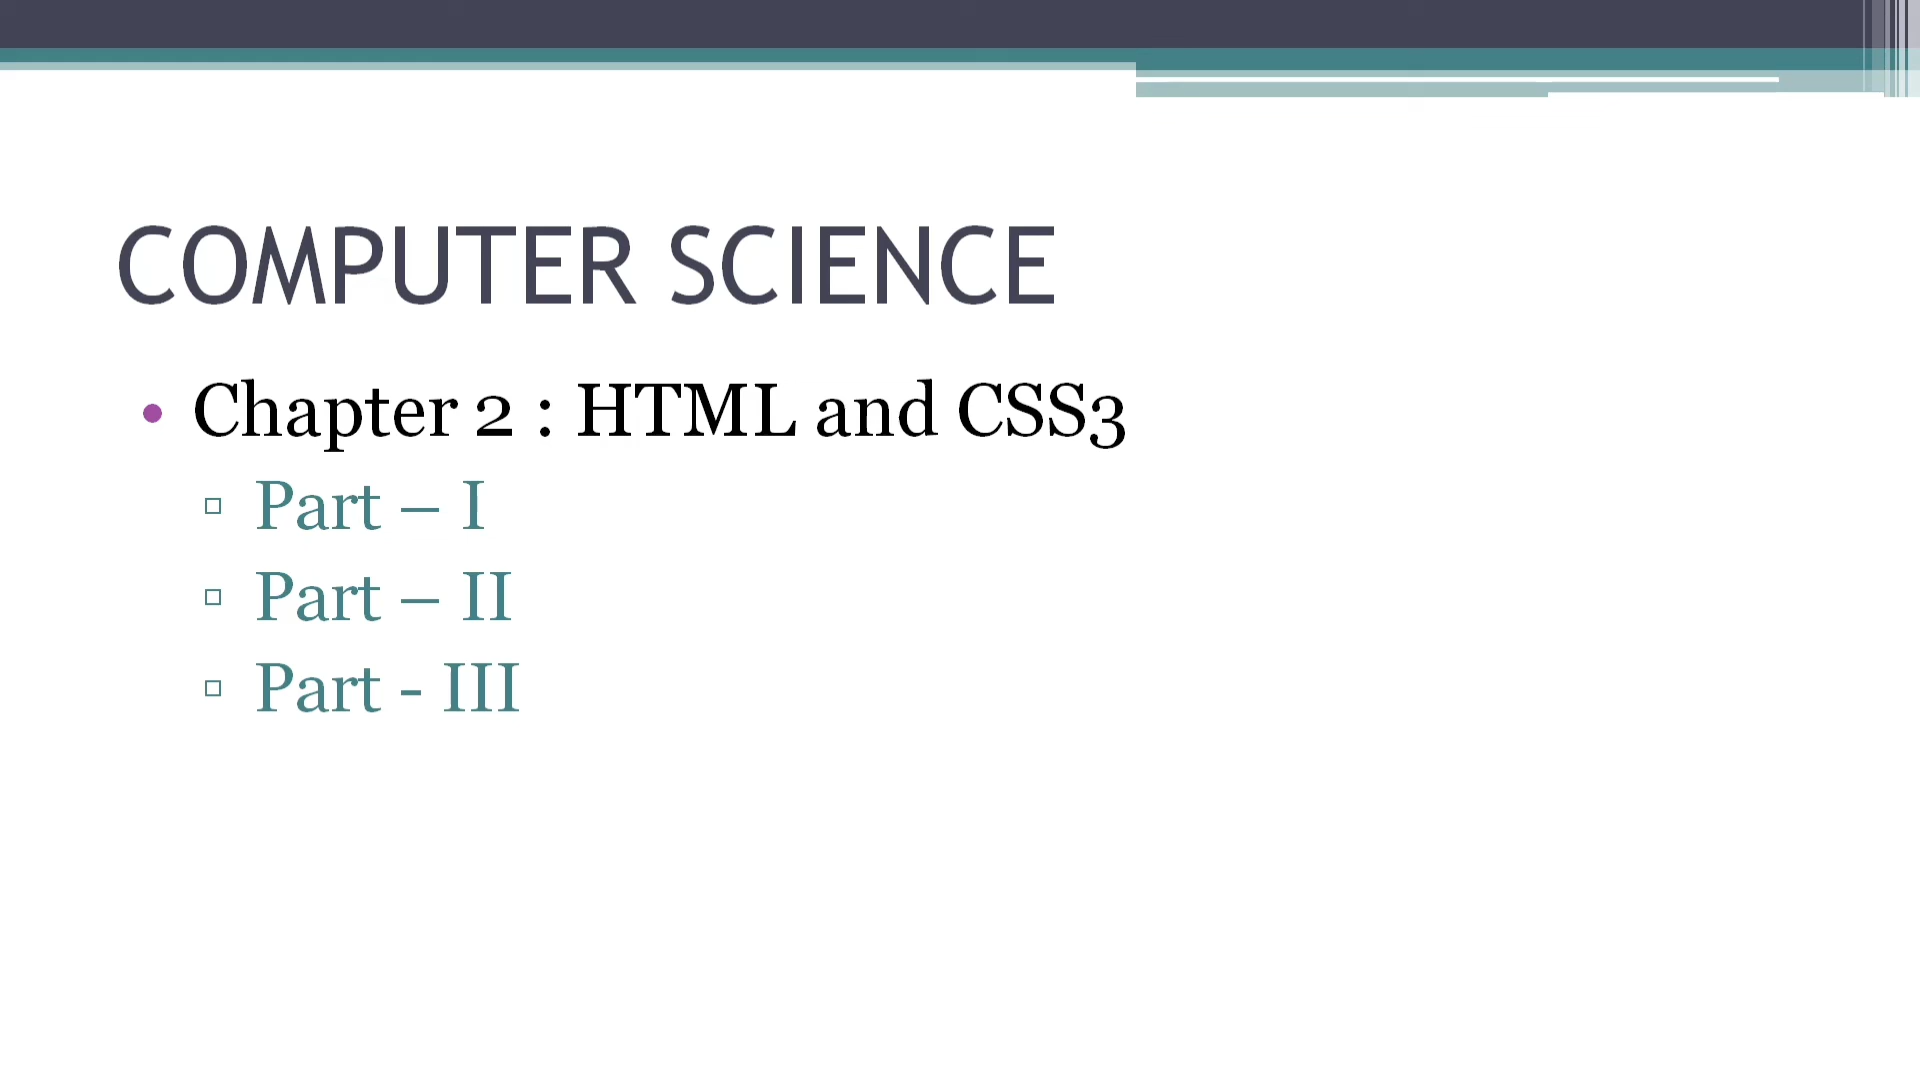 COMPUTER SCIENCE
• Chapter 2 : HTML and CSS3
▫ Part – I
▫ Part – II
▫ Part - III